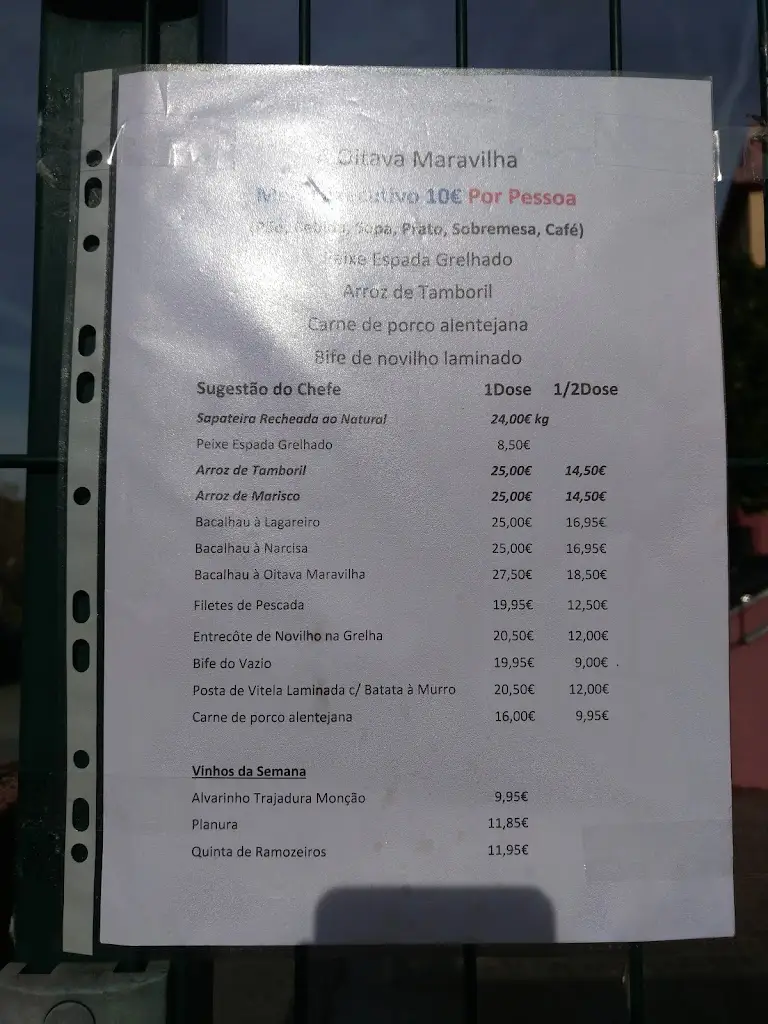 A Oitava Maravilha
Menu Executivo 10€ Por Pessoa
(Pão, Bebida, Sopa, Prato, Sobremesa, Café)
Peixe Espada Grelhado
Arroz de Tamboril
Carne de porco alentejana
Bife de novilho laminado
Sugestão do Chefe 1Dose 1/2Dose
Sapateira Recheada ao Natural 24,00€ kg
Peixe Espada Grelhado 8,50€
Arroz de Tamboril 25,00€ 14,50€
Arroz de Marisco 25,00€ 14,50€
Bacalhau à Lagareiro 25,00€ 16,95€
Bacalhau à Narcisa 25,00€ 16,95€
Bacalhau à Oitava Maravilha 27,50€ 18,50€
Filetes de Pescada 19,95€ 12,50€
Entrecôte de Novilho na Grelha 20,50€ 12,00€
Bife do Vazio 19,95€ 9,00€ .
Posta de Vitela Laminada c/ Batata à Murro 20,50€ 12,00€
Carne de porco alentejana 16,00€ 9,95€
Vinhos da Semana
Alvarinho Trajadura Monção 9,95€
Planura 11,85€
Quinta de Ramozeiros 11,95€